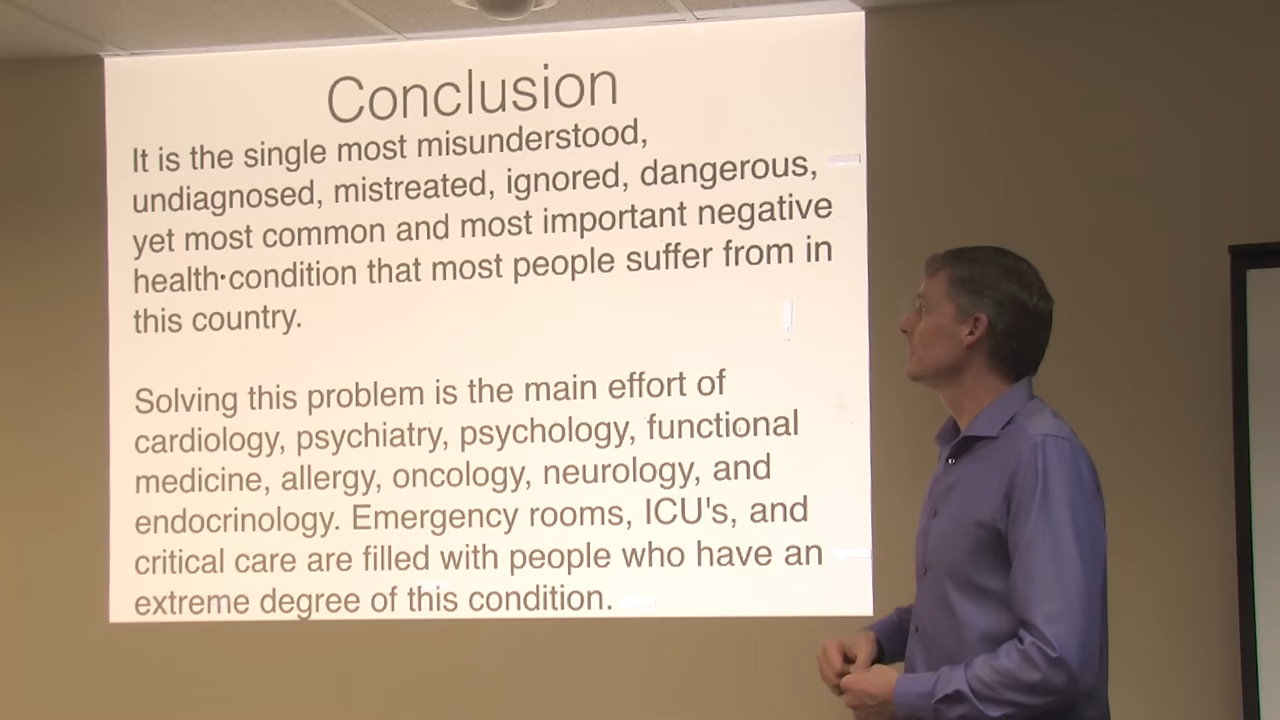 Conclusion
It is the single most misunderstood,
undiagnosed, mistreated, ignored, dangerous,
yet most common and most important negative
health·condition that most people suffer from in
this country.
Solving this problem is the main effort of
cardiology, psychiatry, psychology, functional
medicine, allergy, oncology, neurology, and
endocrinology. Emergency rooms, ICU's, and
critical care are filled with people who have an
extreme degree of this condition.